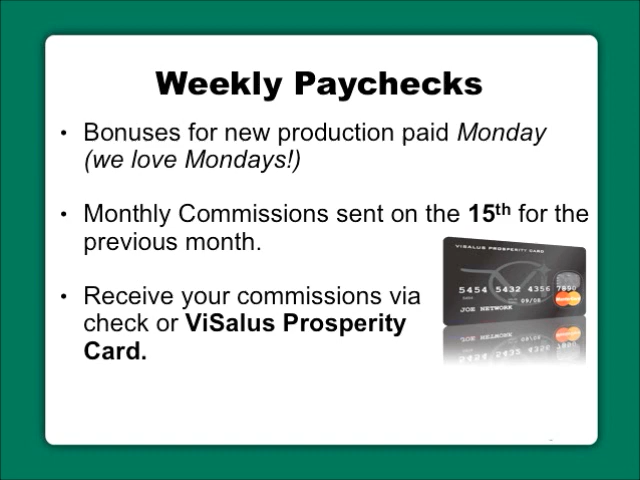 Weekly Paychecks
• Bonuses for new production paid Monday
(we love Mondays!)
• Monthly Commissions sent on the 15th for the
previous month.
• Receive your commissions via
check or ViSalus Prosperity
Card.
VISALUS PROSPERITY CARD
5454 5432 4356 7890
09/06
JOE NETWORK